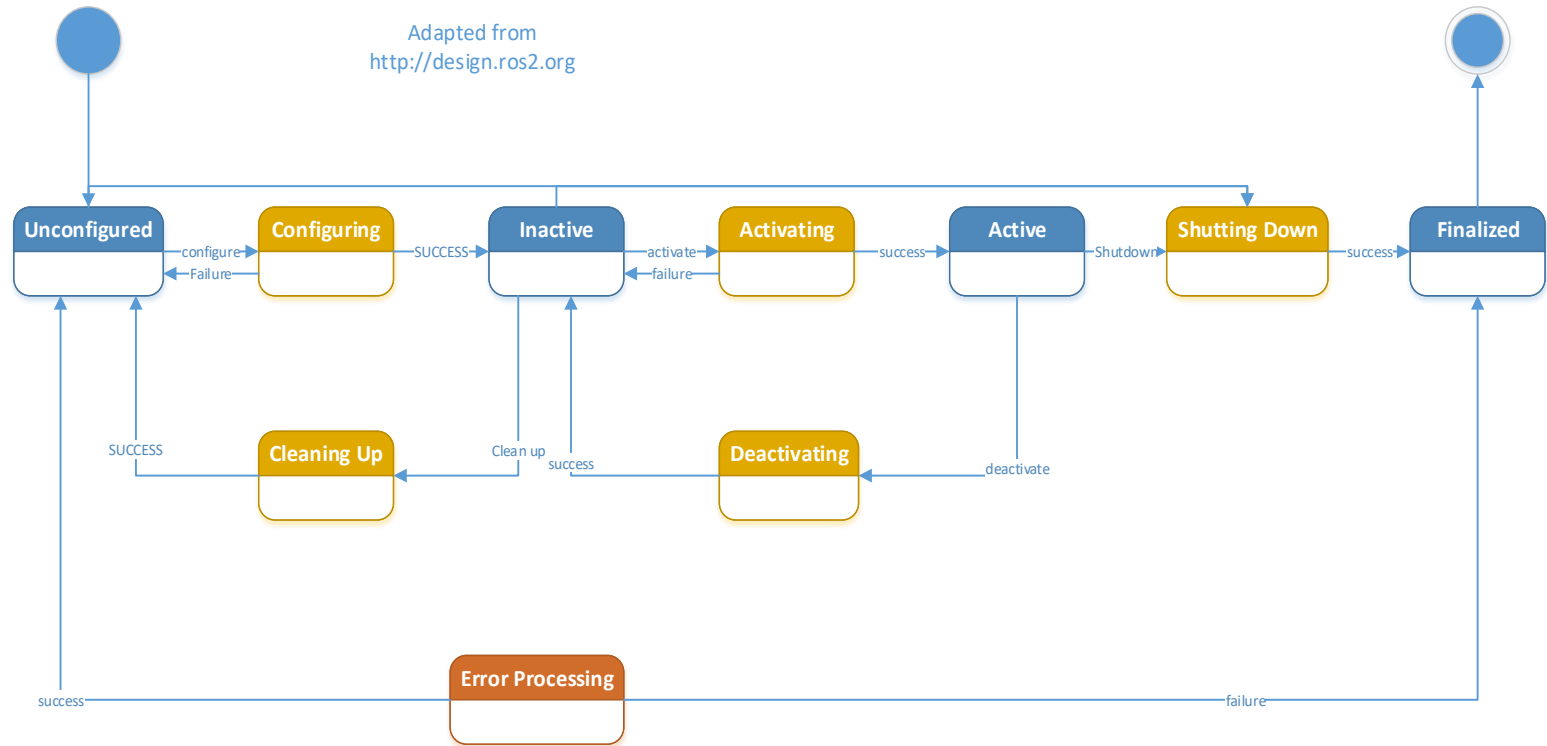 Adapted from
http://design.ros2.org
Unconfigured
configure
Failure
Configuring
SUCCESS
Inactive
activate
failure
Activating
success
Active
Shutdown
Shutting Down
success
Finalized
SUCCESS
Cleaning Up
Clean up
success
Deactivating
deactivate
Error Processing
success
failure